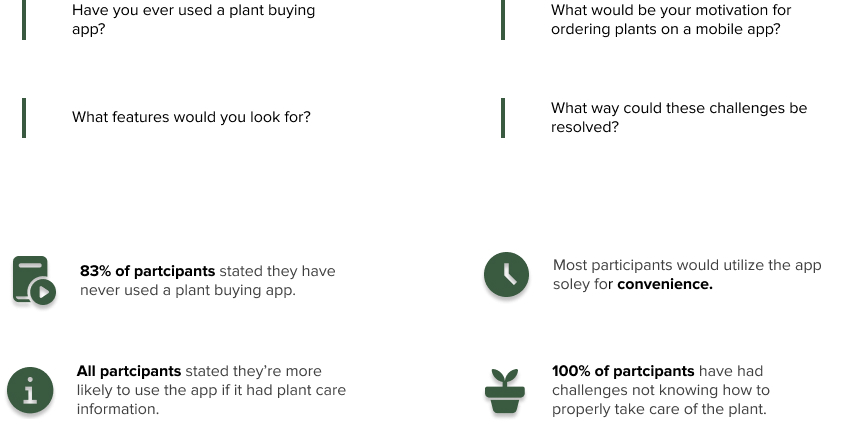 Have you ever used a plant buying
app?
What would be your motivation for
ordering plants on a mobile app?
What features would you look for?
What way could these challenges be
resolved?
83% of partcipants stated they have
never used a plant buying app.
Most participants would utilize the app
soley for convenience.
All partcipants stated they’re more
likely to use the app if it had plant care
information.
100% of partcipants have had
challenges not knowing how to
properly take care of the plant.